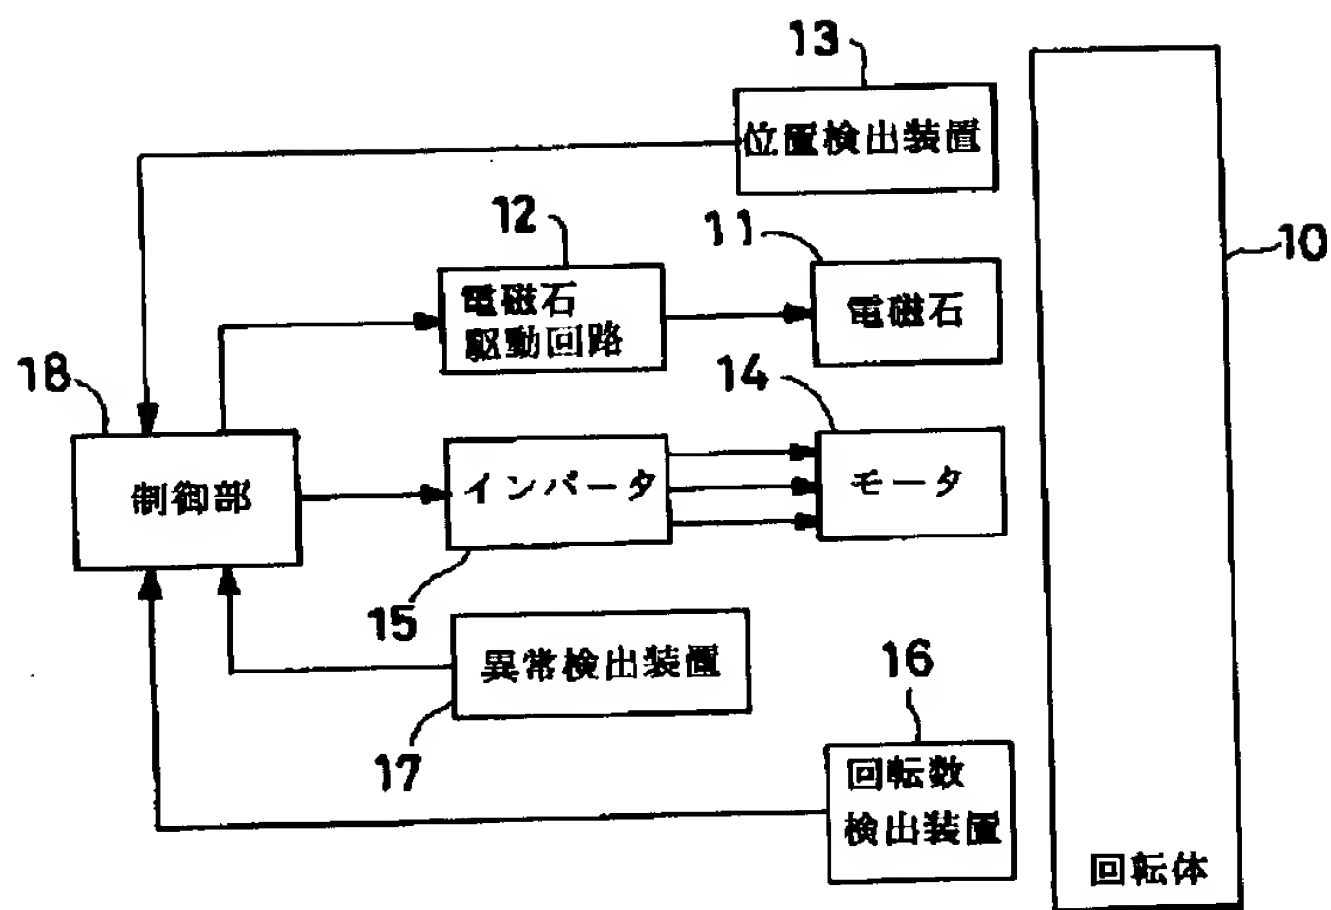 13
位置検出装置
12
11
10
電磁石
駆動回路
電磁石
18
14
制御部
インバータ
モータ
15
異常検出装置
16
17
回転数
検出装置
回転体